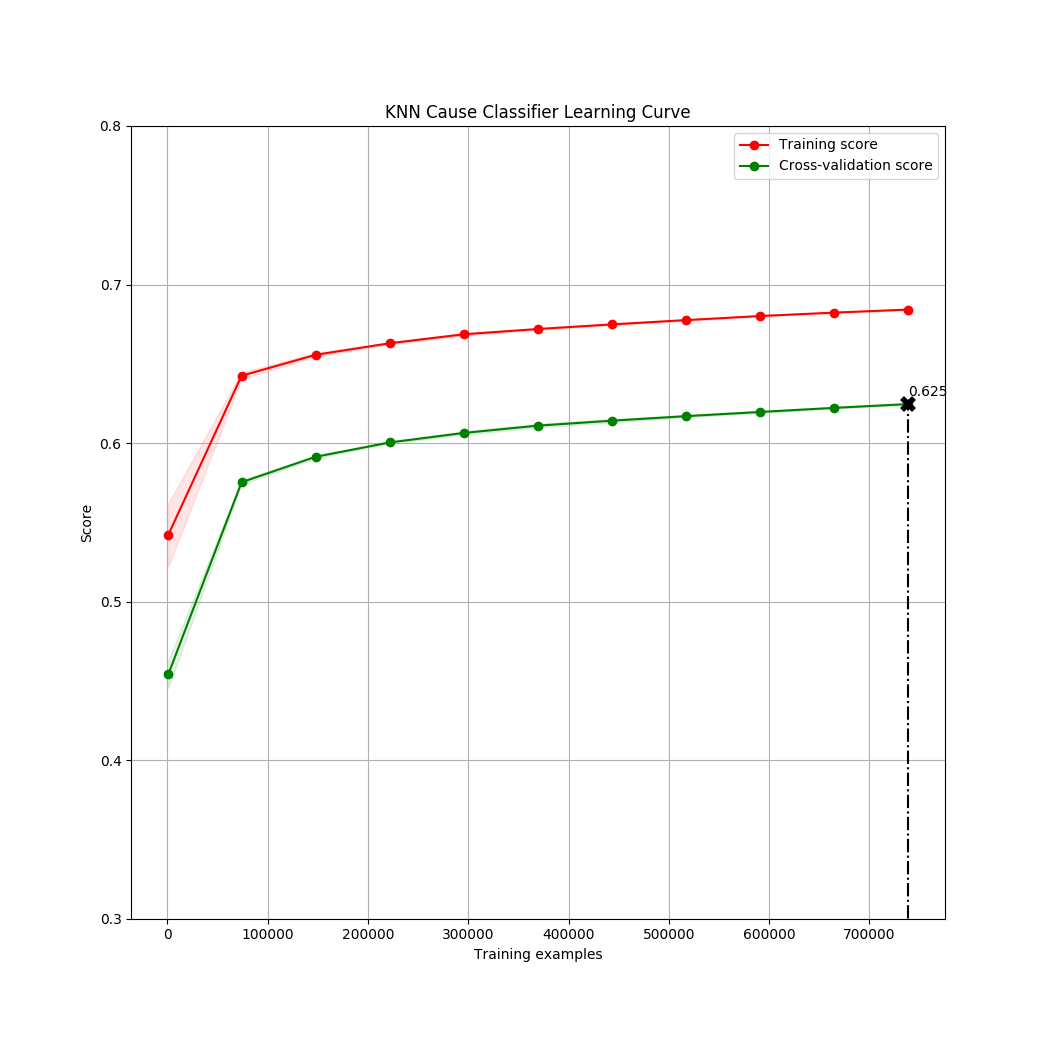 KNN Cause Classifier Learning Curve
Training score
Cross-validation score
0.8
0.7
0.625
0.6
Score
0.5
0.4
0.3
0 100000 200000 300000 400000 500000 600000 700000
Training examples